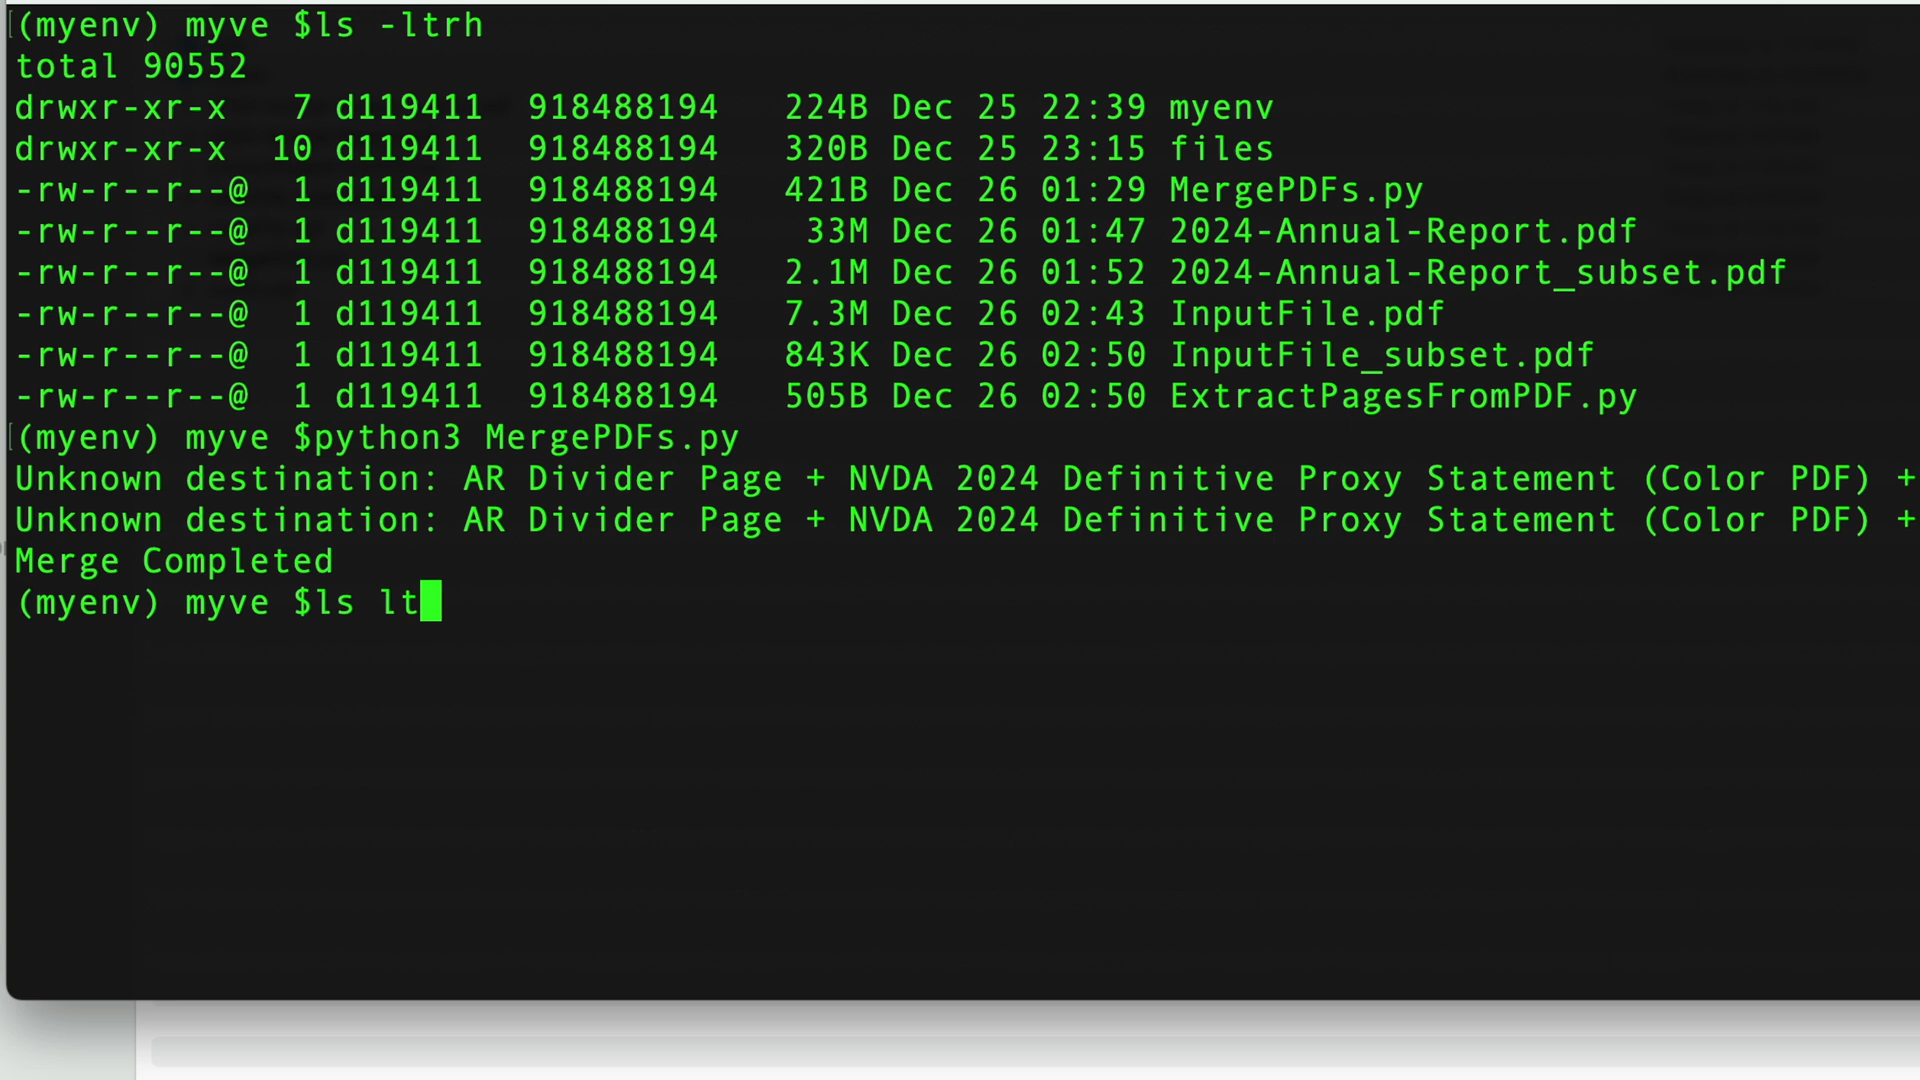 (myenv) myve $ls -ltrh
total 90552
drwxr-xr-x   7 d119411  918488194   224B Dec 25 22:39 myenv
drwxr-xr-x  10 d119411  918488194   320B Dec 25 23:15 files
-rw-r--r--@  1 d119411  918488194   421B Dec 26 01:29 MergePDFs.py
-rw-r--r--@  1 d119411  918488194    33M Dec 26 01:47 2024-Annual-Report.pdf
-rw-r--r--@  1 d119411  918488194   2.1M Dec 26 01:52 2024-Annual-Report_subset.pdf
-rw-r--r--@  1 d119411  918488194   7.3M Dec 26 02:43 InputFile.pdf
-rw-r--r--@  1 d119411  918488194   843K Dec 26 02:50 InputFile_subset.pdf
-rw-r--r--@  1 d119411  918488194   505B Dec 26 02:50 ExtractPagesFromPDF.py
(myenv) myve $python3 MergePDFs.py
Unknown destination: AR Divider Page + NVDA 2024 Definitive Proxy Statement (Color PDF) +
Unknown destination: AR Divider Page + NVDA 2024 Definitive Proxy Statement (Color PDF) +
Merge Completed
(myenv) myve $ls lt